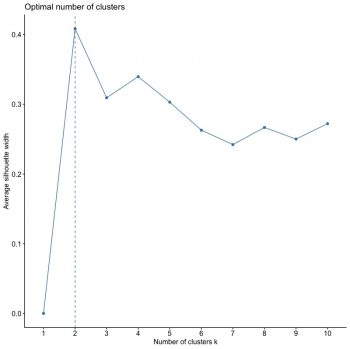 Optimal number of clusters
Average silhouette width
0.4
0.3
0.2
0.1
0.0
1 2 3 4 5 6 7 8 9 10
Number of clusters k